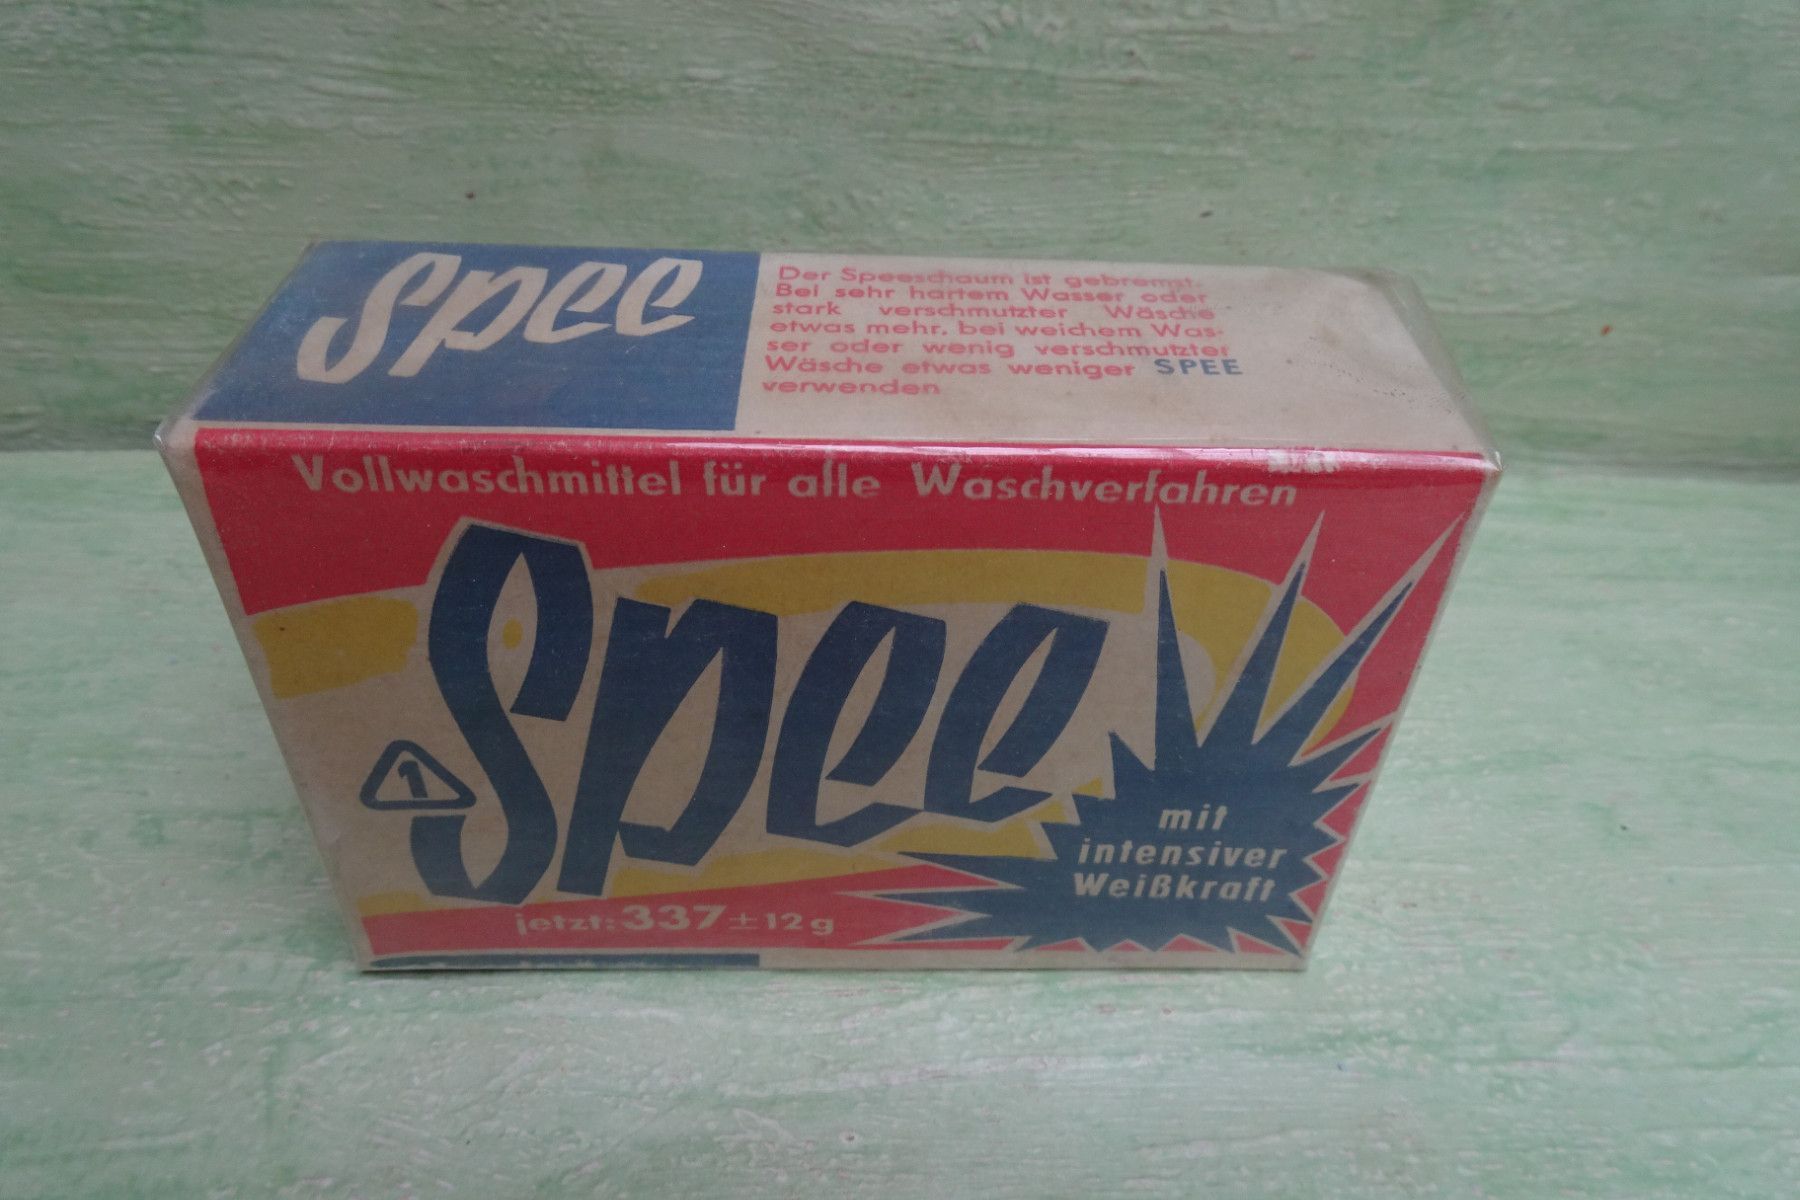 Spee
Der Speeschaum ist gebremst.
Bei sehr hartem Wasser oder
stark verschmutzter Wäsche
etwas mehr, bei weichem Was-
ser oder wenig verschmutzter
Wäsche etwas weniger SPEE
verwenden
Vollwaschmittel für alle Waschverfahren
Spee
1
mit
intensiver
Weißkraft
jetzt: 337 ± 12 g